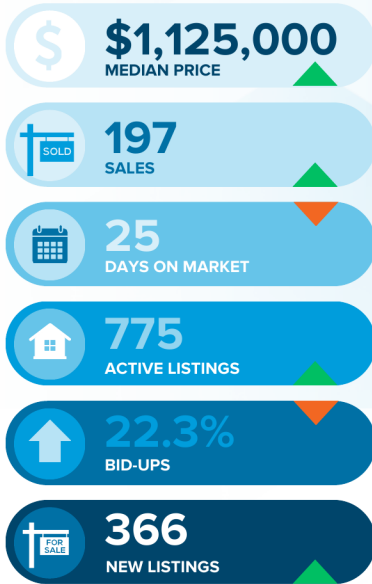 $
$1,125,000
MEDIAN PRICE
SOLD
197
SALES
25
DAYS ON MARKET
775
ACTIVE LISTINGS
22.3%
BID-UPS
FOR
SALE
366
NEW LISTINGS